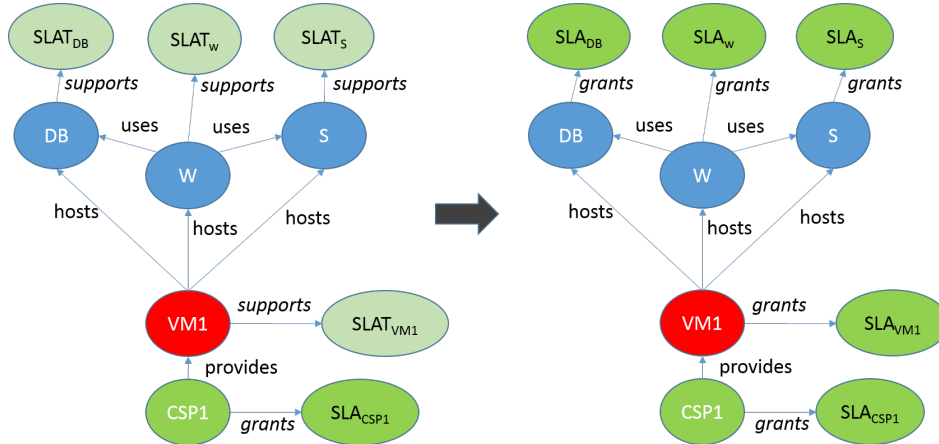 SLAT_DB SLAT_w SLAT_S
supports supports supports
DB uses uses S
W
hosts hosts hosts
VM1 supports SLAT_VM1
provides
CSP1 grants SLA_CSP1
SLA_DB SLA_w SLA_S
grants grants grants
DB uses uses S
W
hosts hosts hosts
VM1 grants SLA_VM1
provides
CSP1 grants SLA_CSP1